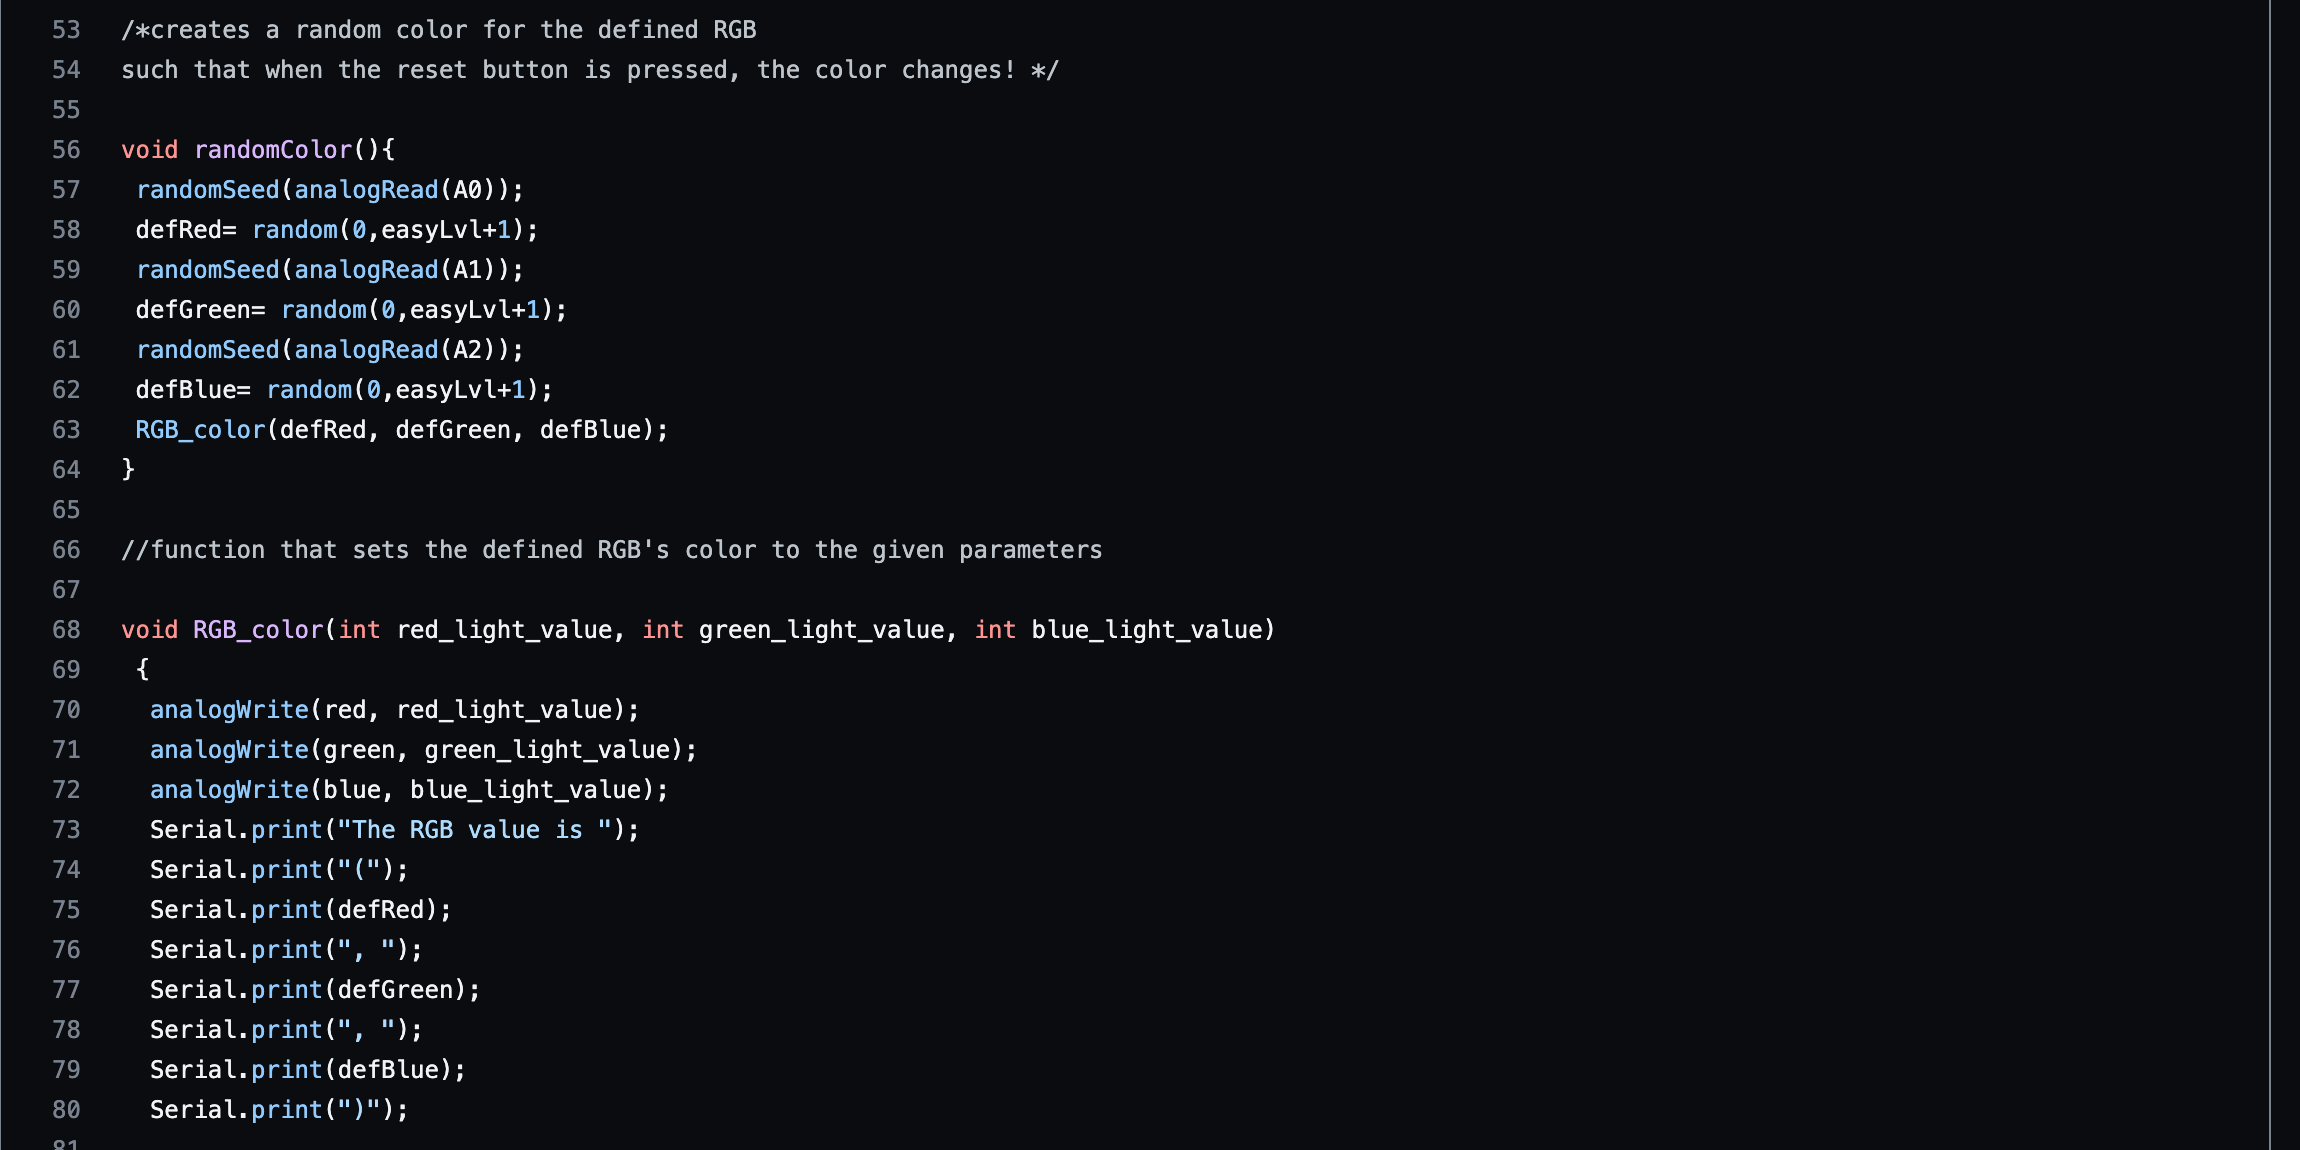 53 /*creates a random color for the defined RGB
54 such that when the reset button is pressed, the color changes! */
55
56 void randomColor(){
57 randomSeed(analogRead(A0));
58 defRed= random(0,easyLvl+1);
59 randomSeed(analogRead(A1));
60 defGreen= random(0,easyLvl+1);
61 randomSeed(analogRead(A2));
62 defBlue= random(0,easyLvl+1);
63 RGB_color(defRed, defGreen, defBlue);
64 }
65
66 //function that sets the defined RGB's color to the given parameters
67
68 void RGB_color(int red_light_value, int green_light_value, int blue_light_value)
69 {
70 analogWrite(red, red_light_value);
71 analogWrite(green, green_light_value);
72 analogWrite(blue, blue_light_value);
73 Serial.print("The RGB value is ");
74 Serial.print("(");
75 Serial.print(defRed);
76 Serial.print(", ");
77 Serial.print(defGreen);
78 Serial.print(", ");
79 Serial.print(defBlue);
80 Serial.print(")");
81